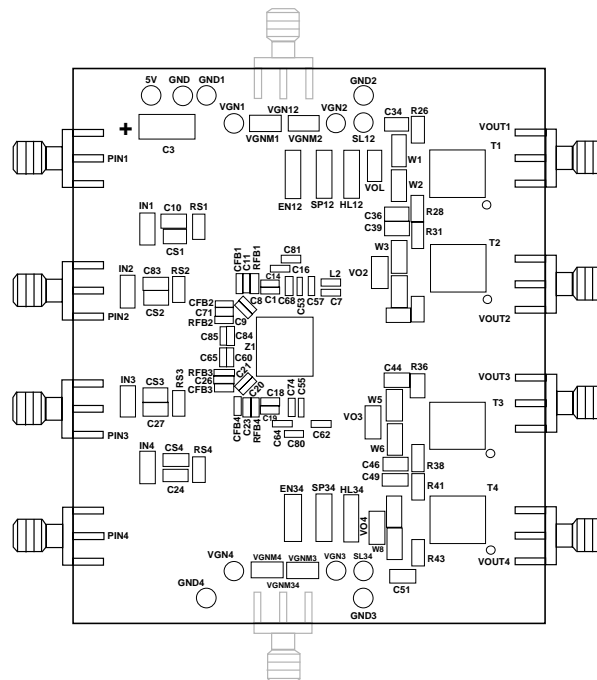 5V
GND
GND1
GND2
VGN1
VGN12
VGN2
C34
R26
+
C3
VGNM1
VGNM2
SL12
VOUT1
T1
PIN1
W1
EN12
SP12
HL12
VOL
W2
IN1
C10
RS1
C36
R28
CS1
C39
R31
CFB1
C11
RFB1
C81
W3
T2
IN2
C83
RS2
C14
C16
L2
VO2
CS2
C1
C68
C53
C57
C7
PIN2
CFB2
C8
C71
C9
RFB2
VOUT2
C85
C84
Z1
C65
C60
RFB3
C21
C26
C20
CFB3
C44
R36
VOUT3
IN3
CS3
RS3
C18
C74
C55
W5
T3
C27
C19
VO3
PIN3
CFB4
C23
RFB4
C64
C62
C80
W6
IN4
CS4
RS4
C46
R38
C24
C49
R41
EN34
SP34
HL34
T4
VO4
PIN4
W8
R43
VOUT4
VGN4
VGNM4
VGNM3
VGN3
SL34
VGNM34
GND4
C51
GND3